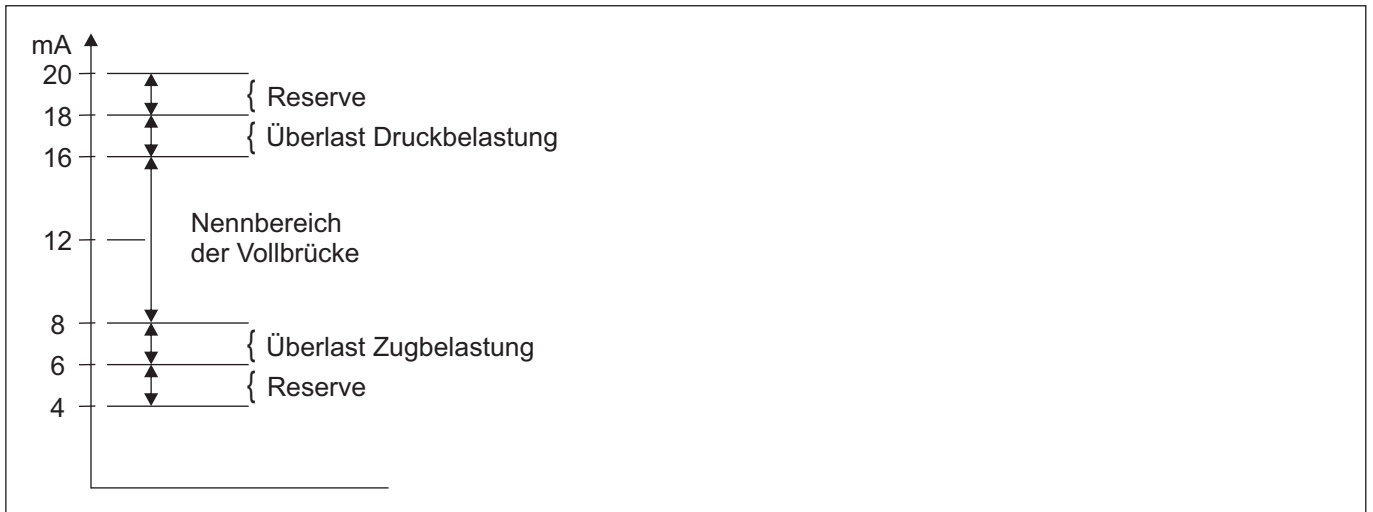 mA
20
{ Reserve
18
{ Überlast Druckbelastung
16
Nennbereich
12
der Vollbrücke
8
{ Überlast Zugbelastung
6
{ Reserve
4